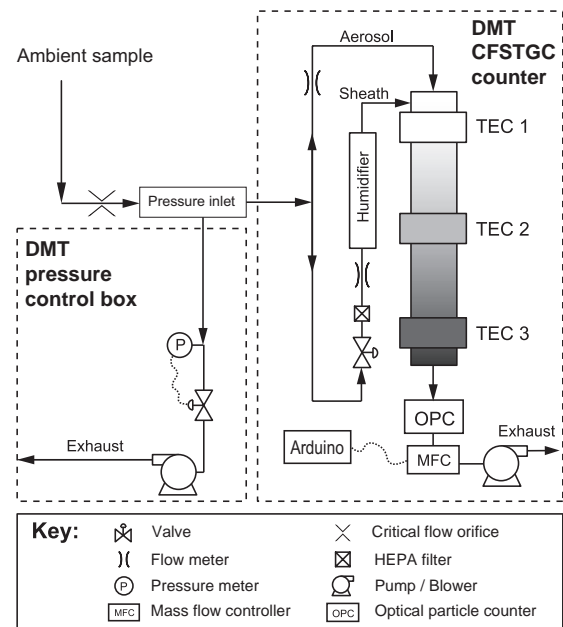 Ambient sample
Pressure inlet
DMT
pressure
control box
P
Exhaust
DMT
CFSTGC
counter
Aerosol
Sheath
Humidifier
TEC 1
TEC 2
TEC 3
OPC
Arduino
MFC
Exhaust
Key:
Valve
Critical flow orifice
Flow meter
HEPA filter
P Pressure meter
Pump / Blower
MFC Mass flow controller
OPC Optical particle counter